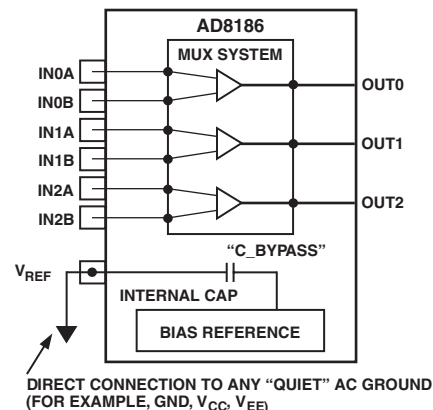 AD8186
MUX SYSTEM
IN0A
IN0B
IN1A
IN1B
IN2A
IN2B
OUT0
OUT1
OUT2
"C_BYPASS"
VREF
INTERNAL CAP
BIAS REFERENCE
DIRECT CONNECTION TO ANY "QUIET" AC GROUND
(FOR EXAMPLE, GND, VCC, VEE)